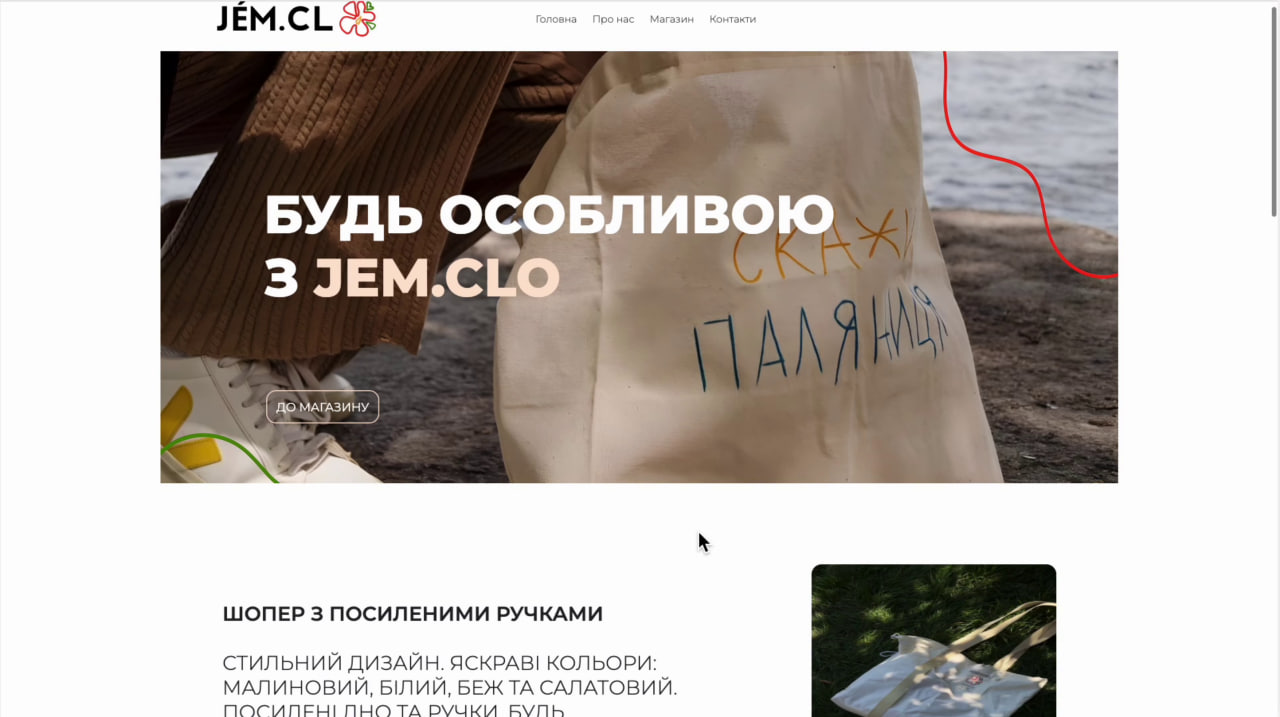 JÉM.CL
Головна Про нас Магазин Контакти
БУДЬ ОСОБЛИВОЮ
З JEM.CLO
СКАЖИ
ПАЛЯНИЦЯ
ДО МАГАЗИНУ
ШОПЕР З ПОСИЛЕНИМИ РУЧКАМИ
СТИЛЬНИЙ ДИЗАЙН. ЯСКРАВІ КОЛЬОРИ:
МАЛИНОВИЙ, БІЛИЙ, БЕЖ ТА САЛАТОВИЙ.
ПОСИЛЕНІ ДНО ТА РУЧКИ. БУДЬ